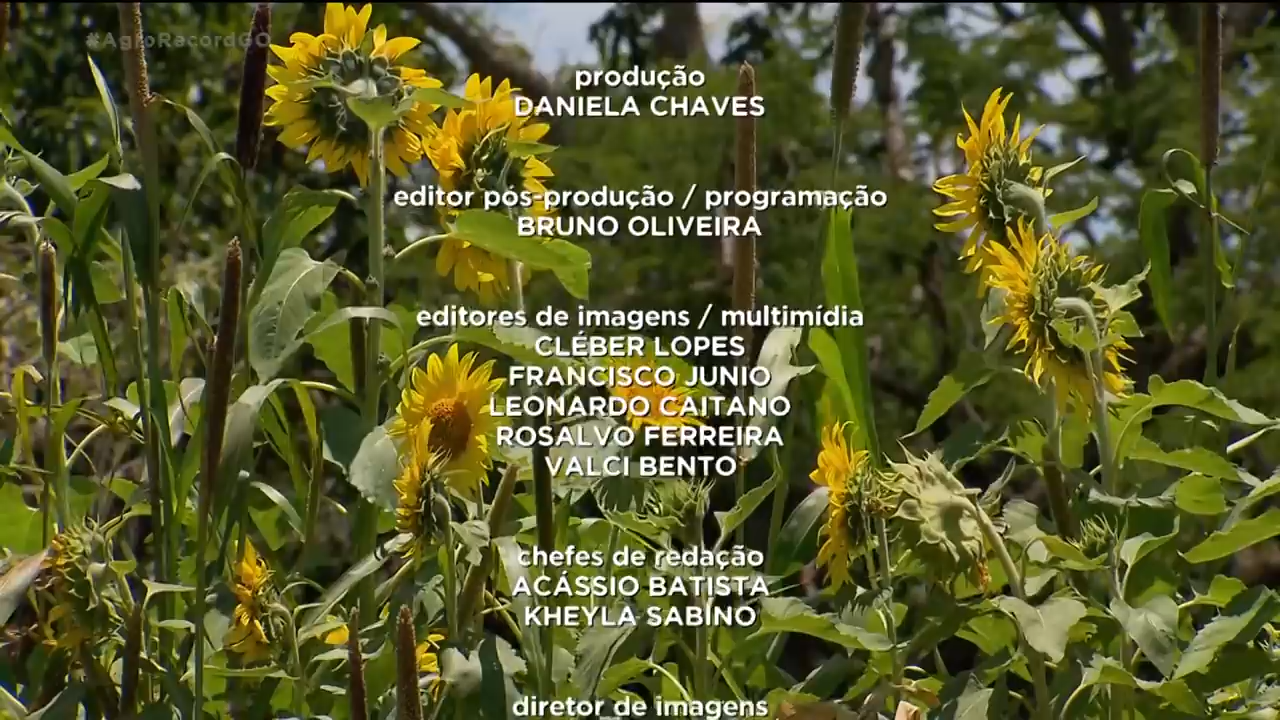 #AgroRecordGO
produção
DANIELA CHAVES
editor pós-produção / programação
BRUNO OLIVEIRA
editores de imagens / multimídia
CLÉBER LOPES
FRANCISCO JUNIO
LEONARDO CAITANO
ROSALVO FERREIRA
VALCI BENTO
chefes de redação
ACÁSSIO BATISTA
KHEYLA SABINO
diretor de imagens